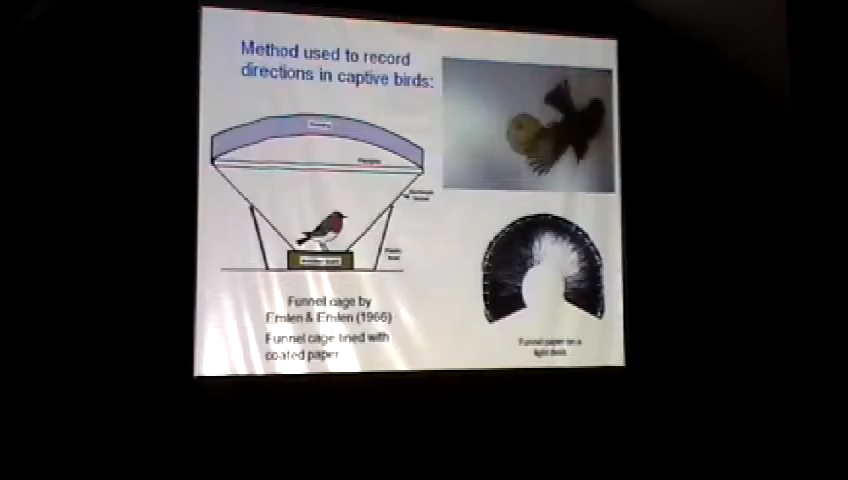 Method used to record
directions in captive birds:
Funnel cage by
Emlen & Emlen (1966)
Funnel cage lined with
coated paper
Funnel paper on a
light desk